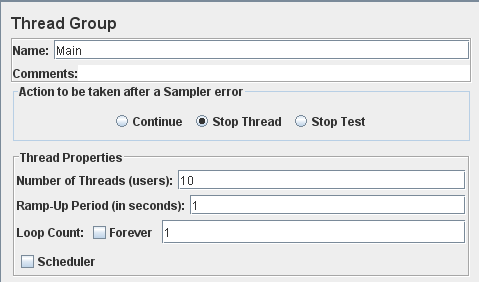 Thread Group
Name: Main
Comments:
Action to be taken after a Sampler error
Continue Stop Thread Stop Test
Thread Properties
Number of Threads (users): 10
Ramp-Up Period (in seconds): 1
Loop Count: Forever 1
Scheduler